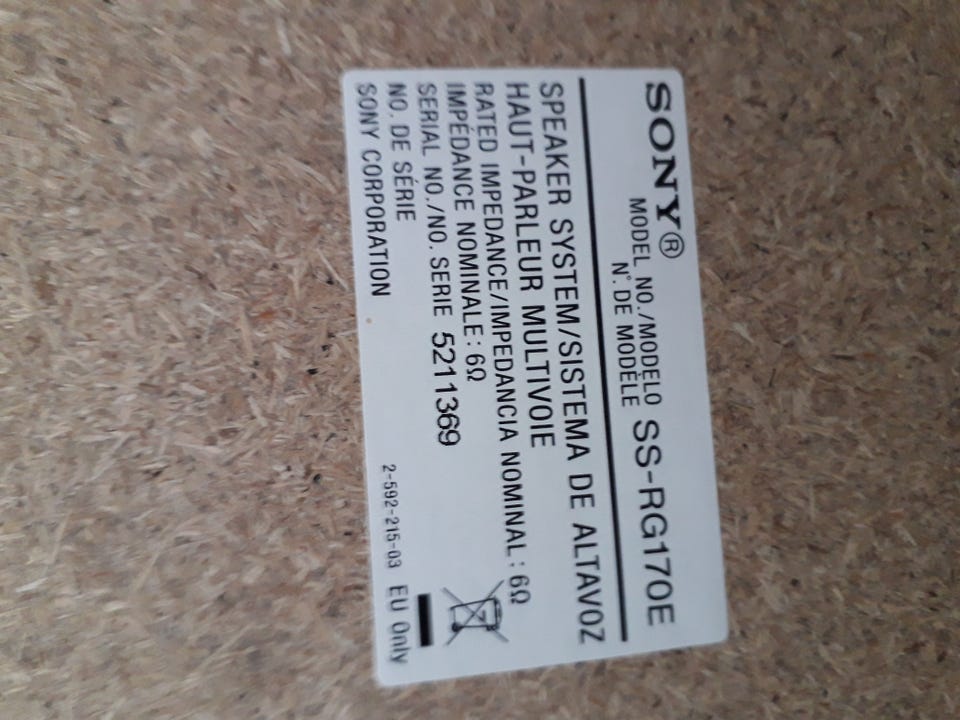 SONY®
MODEL NO./MODELO
N°. DE MODÈLE
SS-RG170E
SPEAKER SYSTEM/SISTEMA DE ALTAVOZ
HAUT-PARLEUR MULTIVOIE
RATED IMPEDANCE/IMPEDANCIA NOMINAL : 6Ω
IMPÉDANCE NOMINALE : 6Ω
SERIAL NO./NO. SERIE 5211369
NO. DE SÉRIE
SONY CORPORATION
2-592-215-03 EU Only